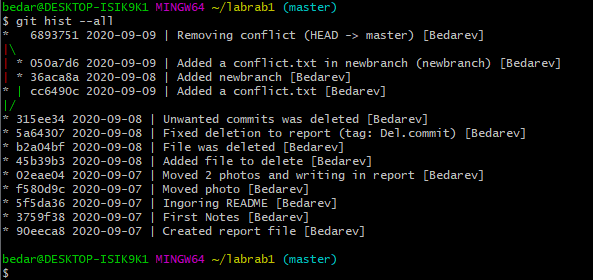 bedar@DESKTOP-ISIK9K1 MINGW64 ~/labrab1 (master)
$ git hist --all
*   6893751 2020-09-09 | Removing conflict (HEAD -> master) [Bedarev]
|\
| * 050a7d6 2020-09-09 | Added a conflict.txt in newbranch (newbranch) [Bedarev]
| * 36aca8a 2020-09-08 | Added newbranch [Bedarev]
* | cc6490c 2020-09-09 | Added a conflict.txt [Bedarev]
|/
* 315ee34 2020-09-08 | Unwanted commits was deleted [Bedarev]
* 5a64307 2020-09-08 | Fixed deletion to report (tag: Del.commit) [Bedarev]
* b2a04bf 2020-09-08 | File was deleted [Bedarev]
* 45b39b3 2020-09-08 | Added file to delete [Bedarev]
* 02eae04 2020-09-07 | Moved 2 photos and writing in report [Bedarev]
* f580d9c 2020-09-07 | Moved photo [Bedarev]
* 5f5da36 2020-09-07 | Ingoring README [Bedarev]
* 3759f38 2020-09-07 | First Notes [Bedarev]
* 90eeca8 2020-09-07 | Created report file [Bedarev]
bedar@DESKTOP-ISIK9K1 MINGW64 ~/labrab1 (master)
$